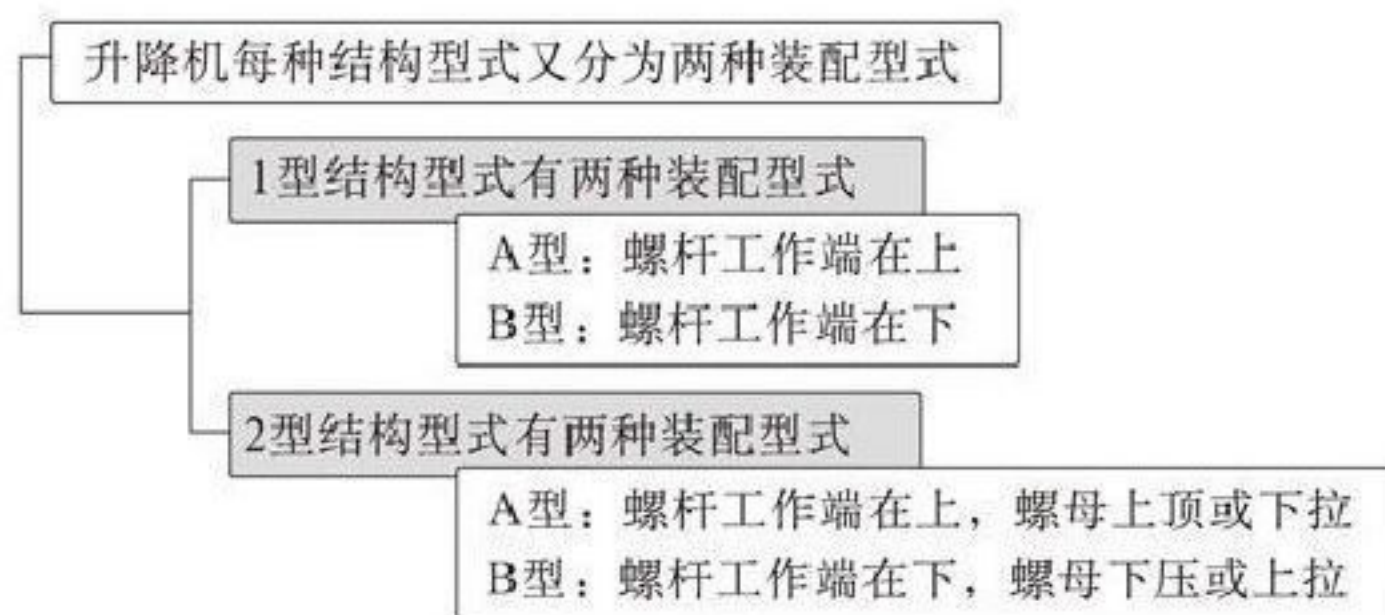 升降机每种结构型式又分为两种装配型式
1型结构型式有两种装配型式
A型：螺杆工作端在上
B型：螺杆工作端在下
2型结构型式有两种装配型式
A型：螺杆工作端在上，螺母上顶或下拉
B型：螺杆工作端在下，螺母下压或上拉